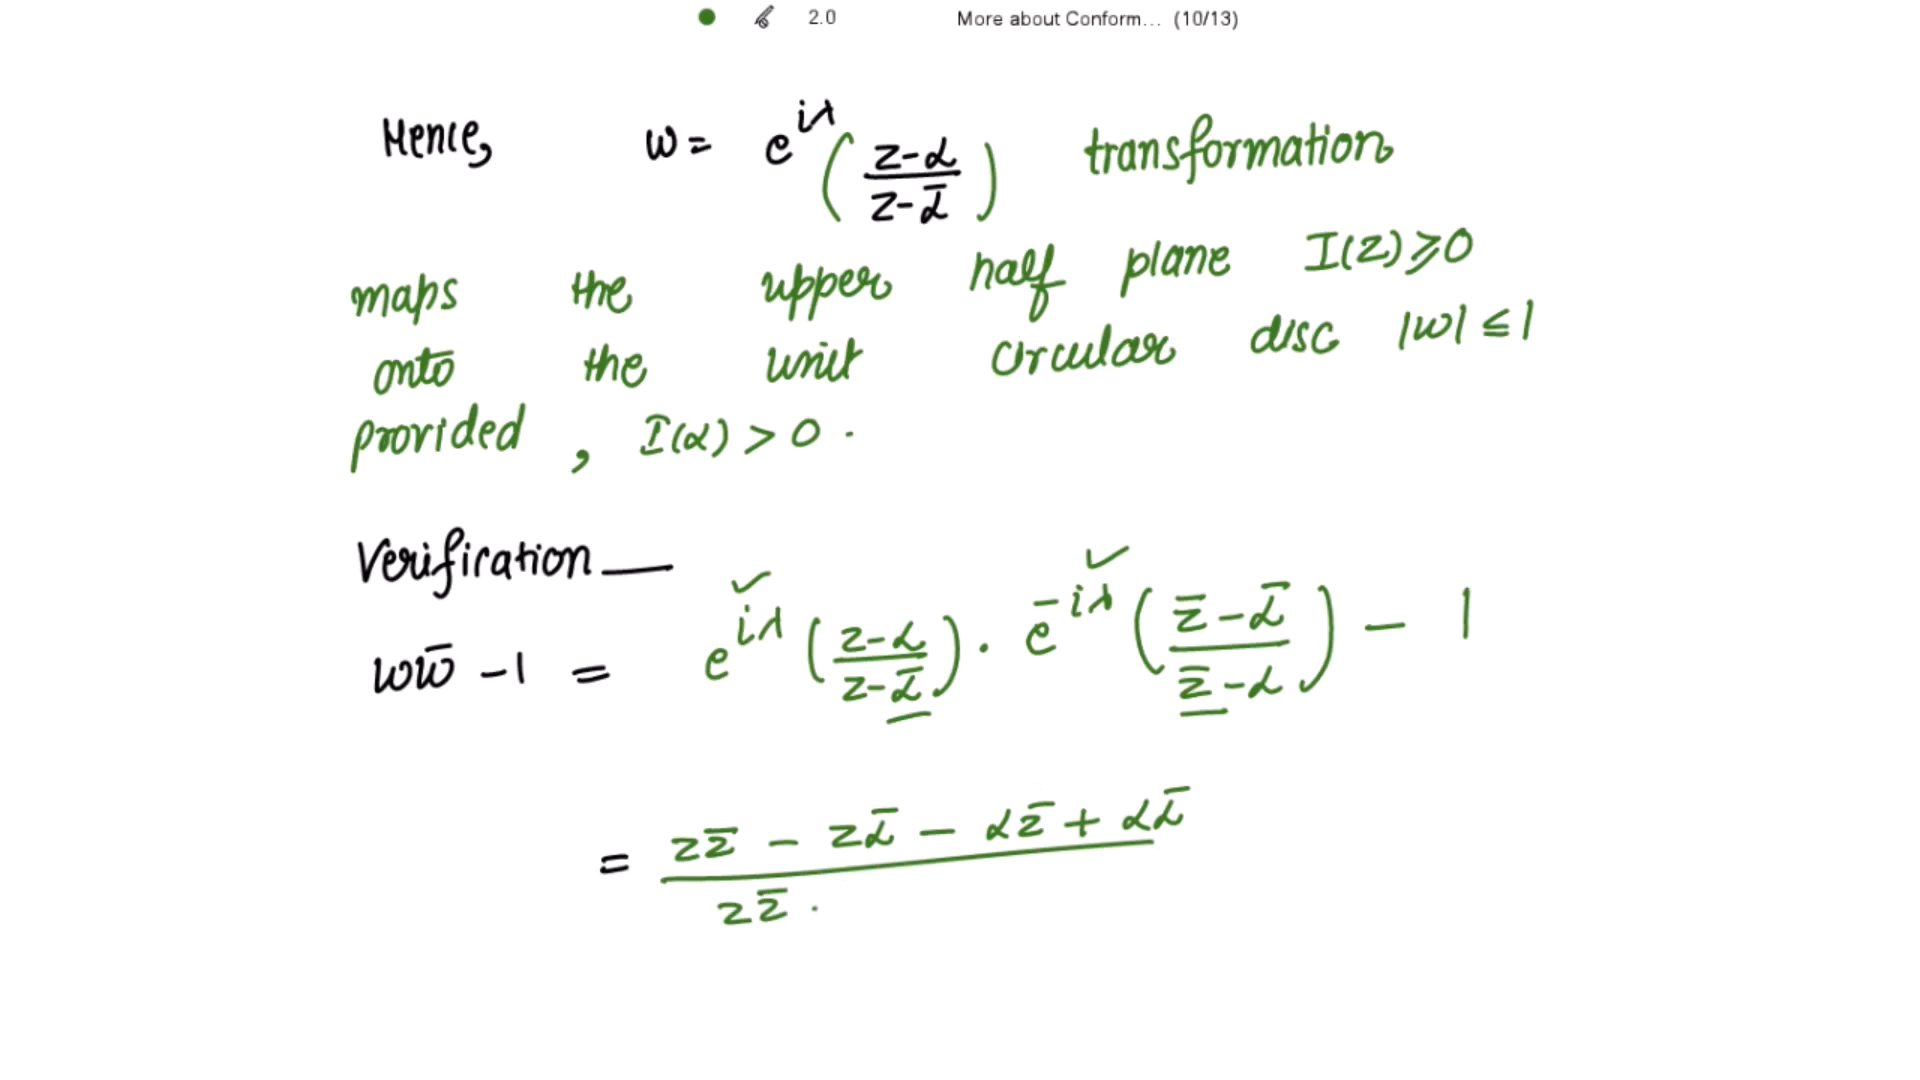 2.0 More about Conform... (10/13)
Hence, w = e^{iλ} ( (z-α)/(z-ᾱ) ) transformation
maps the upper half plane I(z) ⩾ 0
onto the unit circular disc |w| ≤ 1
provided, I(α) > 0 .
Verification —
ww̄ - 1 = e^{iλ} ( (z-α)/(z-ᾱ) ) . e^{-iλ} ( (z̄-ᾱ)/(z̄-α) ) - 1
= (zz̄ - zᾱ - αz̄ + αᾱ)/(zz̄ .